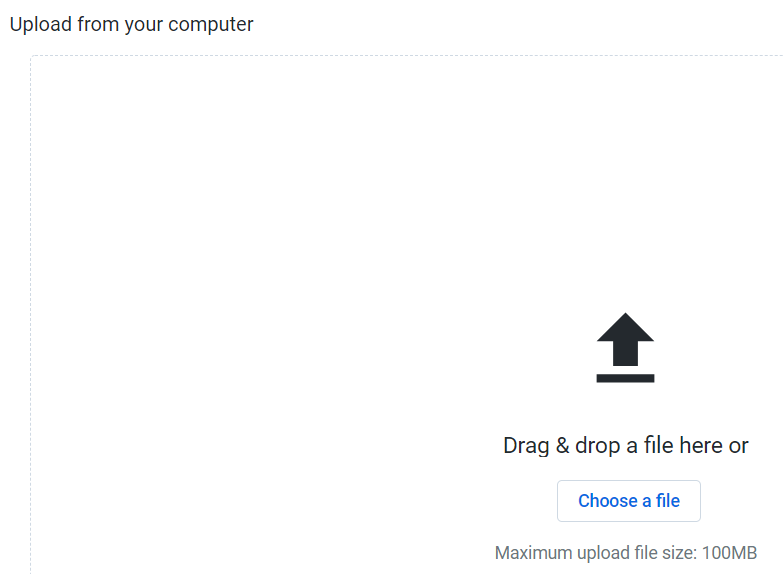 Upload from your computer
Drag & drop a file here or
Choose a file
Maximum upload file size: 100MB